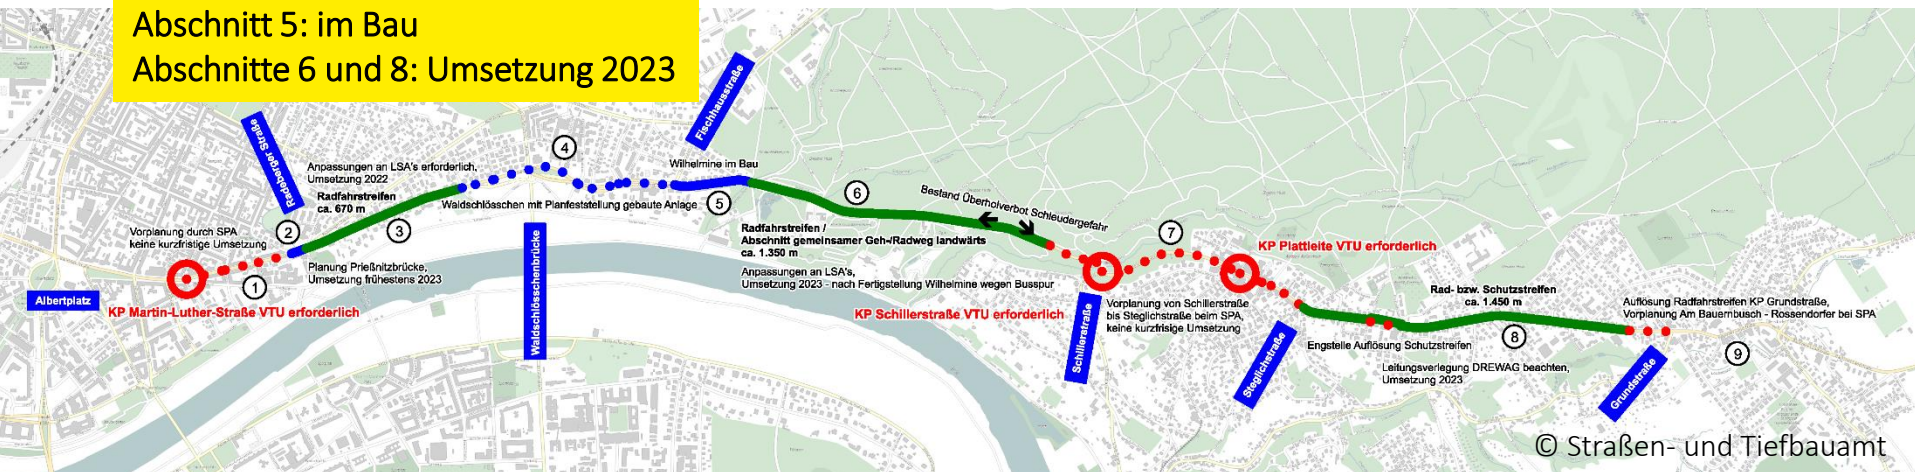 Abschnitt 5: im Bau
Abschnitte 6 und 8: Umsetzung 2023
Radeberger Straße
Fischhausstraße
4
Anpassungen an LSA's erforderlich,
Umsetzung 2022
Radfahrstreifen
ca. 670 m
Wilhelmine im Bau
Waldschlösschen mit Planfeststellung gebaute Anlage
5
6
Bestand Überholverbot Schleudergefahr
Vorplanung durch SPA
keine kurzfristige Umsetzung
2
3
1
Planung Prießnitzbrücke,
Umsetzung frühestens 2023
Albertplatz
KP Martin-Luther-Straße VTU erforderlich
Waldschlösschenbrücke
Radfahrstreifen /
Abschnitt gemeinsamer Geh-/Radweg landwärts
ca. 1.350 m
Anpassungen an LSA's,
Umsetzung 2023 - nach Fertigstellung Wilhelmine wegen Busspur
KP Schillerstraße VTU erforderlich
Schillerstraße
7
KP Plattleite VTU erforderlich
Vorplanung von Schillerstraße
bis Steglichstraße beim SPA,
keine kurzfrisige Umsetzung
Steglichstraße
Rad- bzw. Schutzstreifen
ca. 1.450 m
Engstelle Auflösung Schutzstreifen
8
Leitungsverlegung DREWAG beachten,
Umsetzung 2023
Auflösung Radfahrstreifen KP Grundstraße,
Vorplanung Am Bauernbusch - Rossendorfer bei SPA
9
Grundstraße
© Straßen- und Tiefbauamt